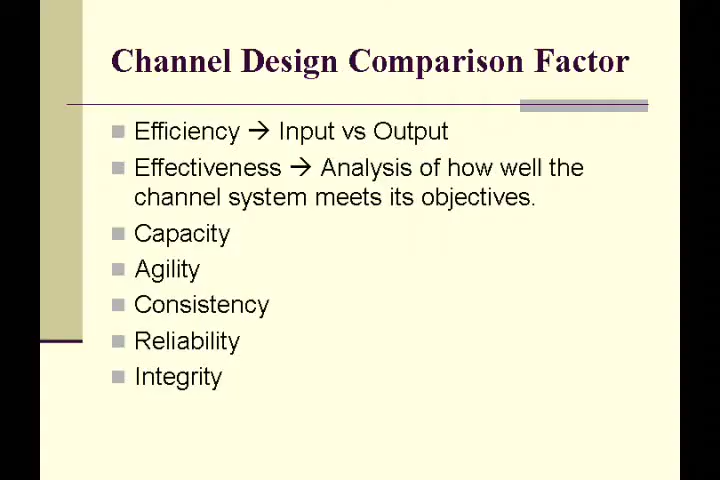 Channel Design Comparison Factor
Efficiency → Input vs Output
Effectiveness → Analysis of how well the
channel system meets its objectives.
Capacity
Agility
Consistency
Reliability
Integrity